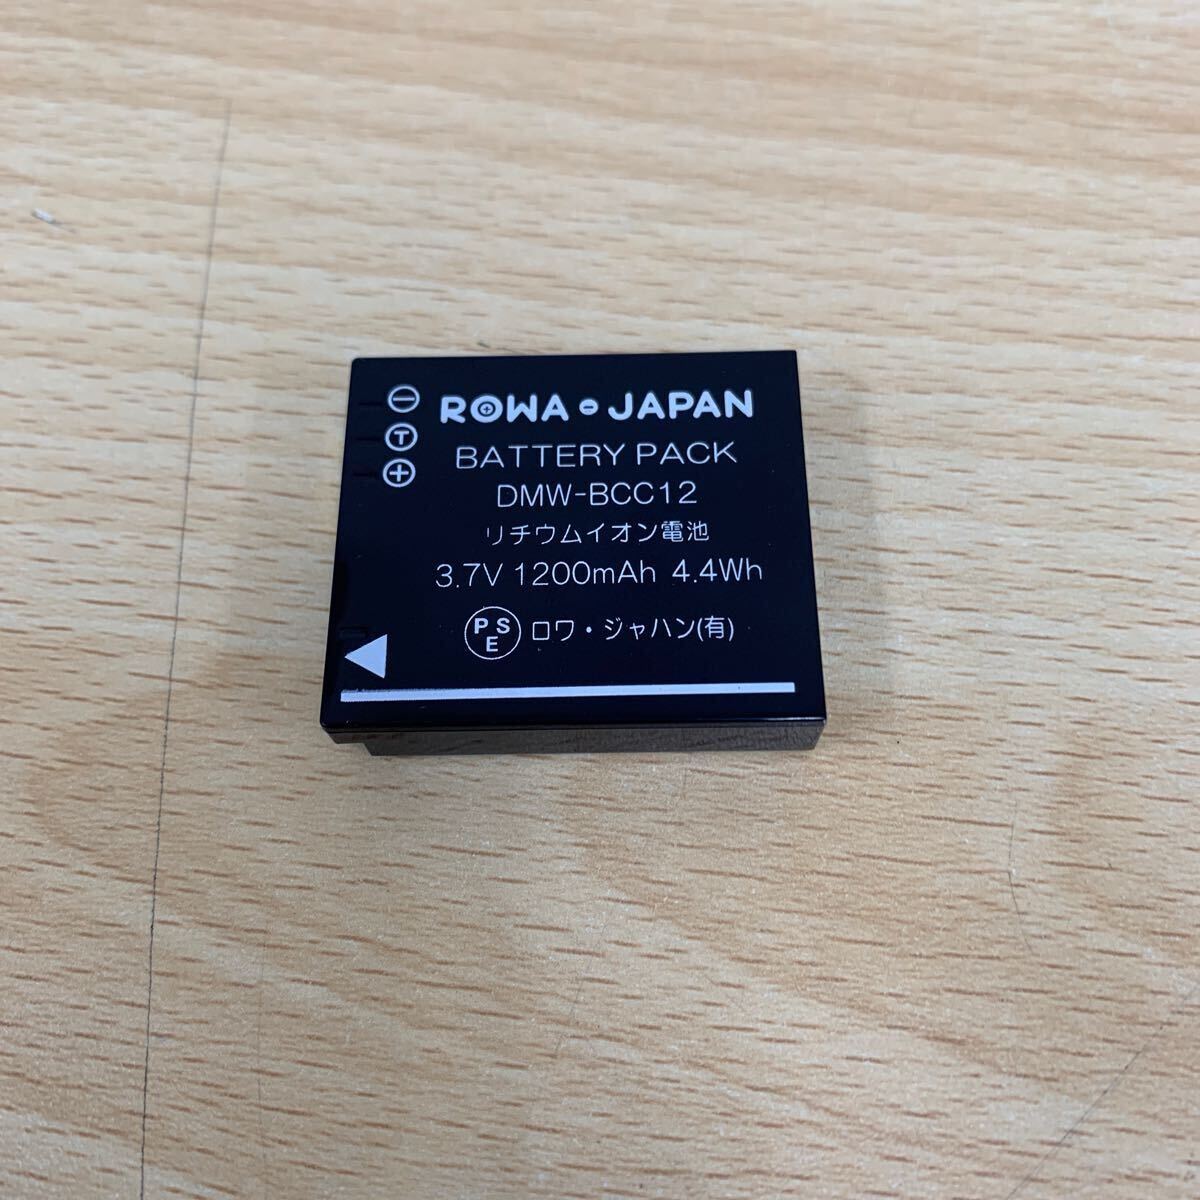 ROWA JAPAN
BATTERY PACK
DMW-BCC12
リチウムイオン電池
3.7V 1200mAh 4.4Wh
PSE ロワ・ジャハン(有)
T